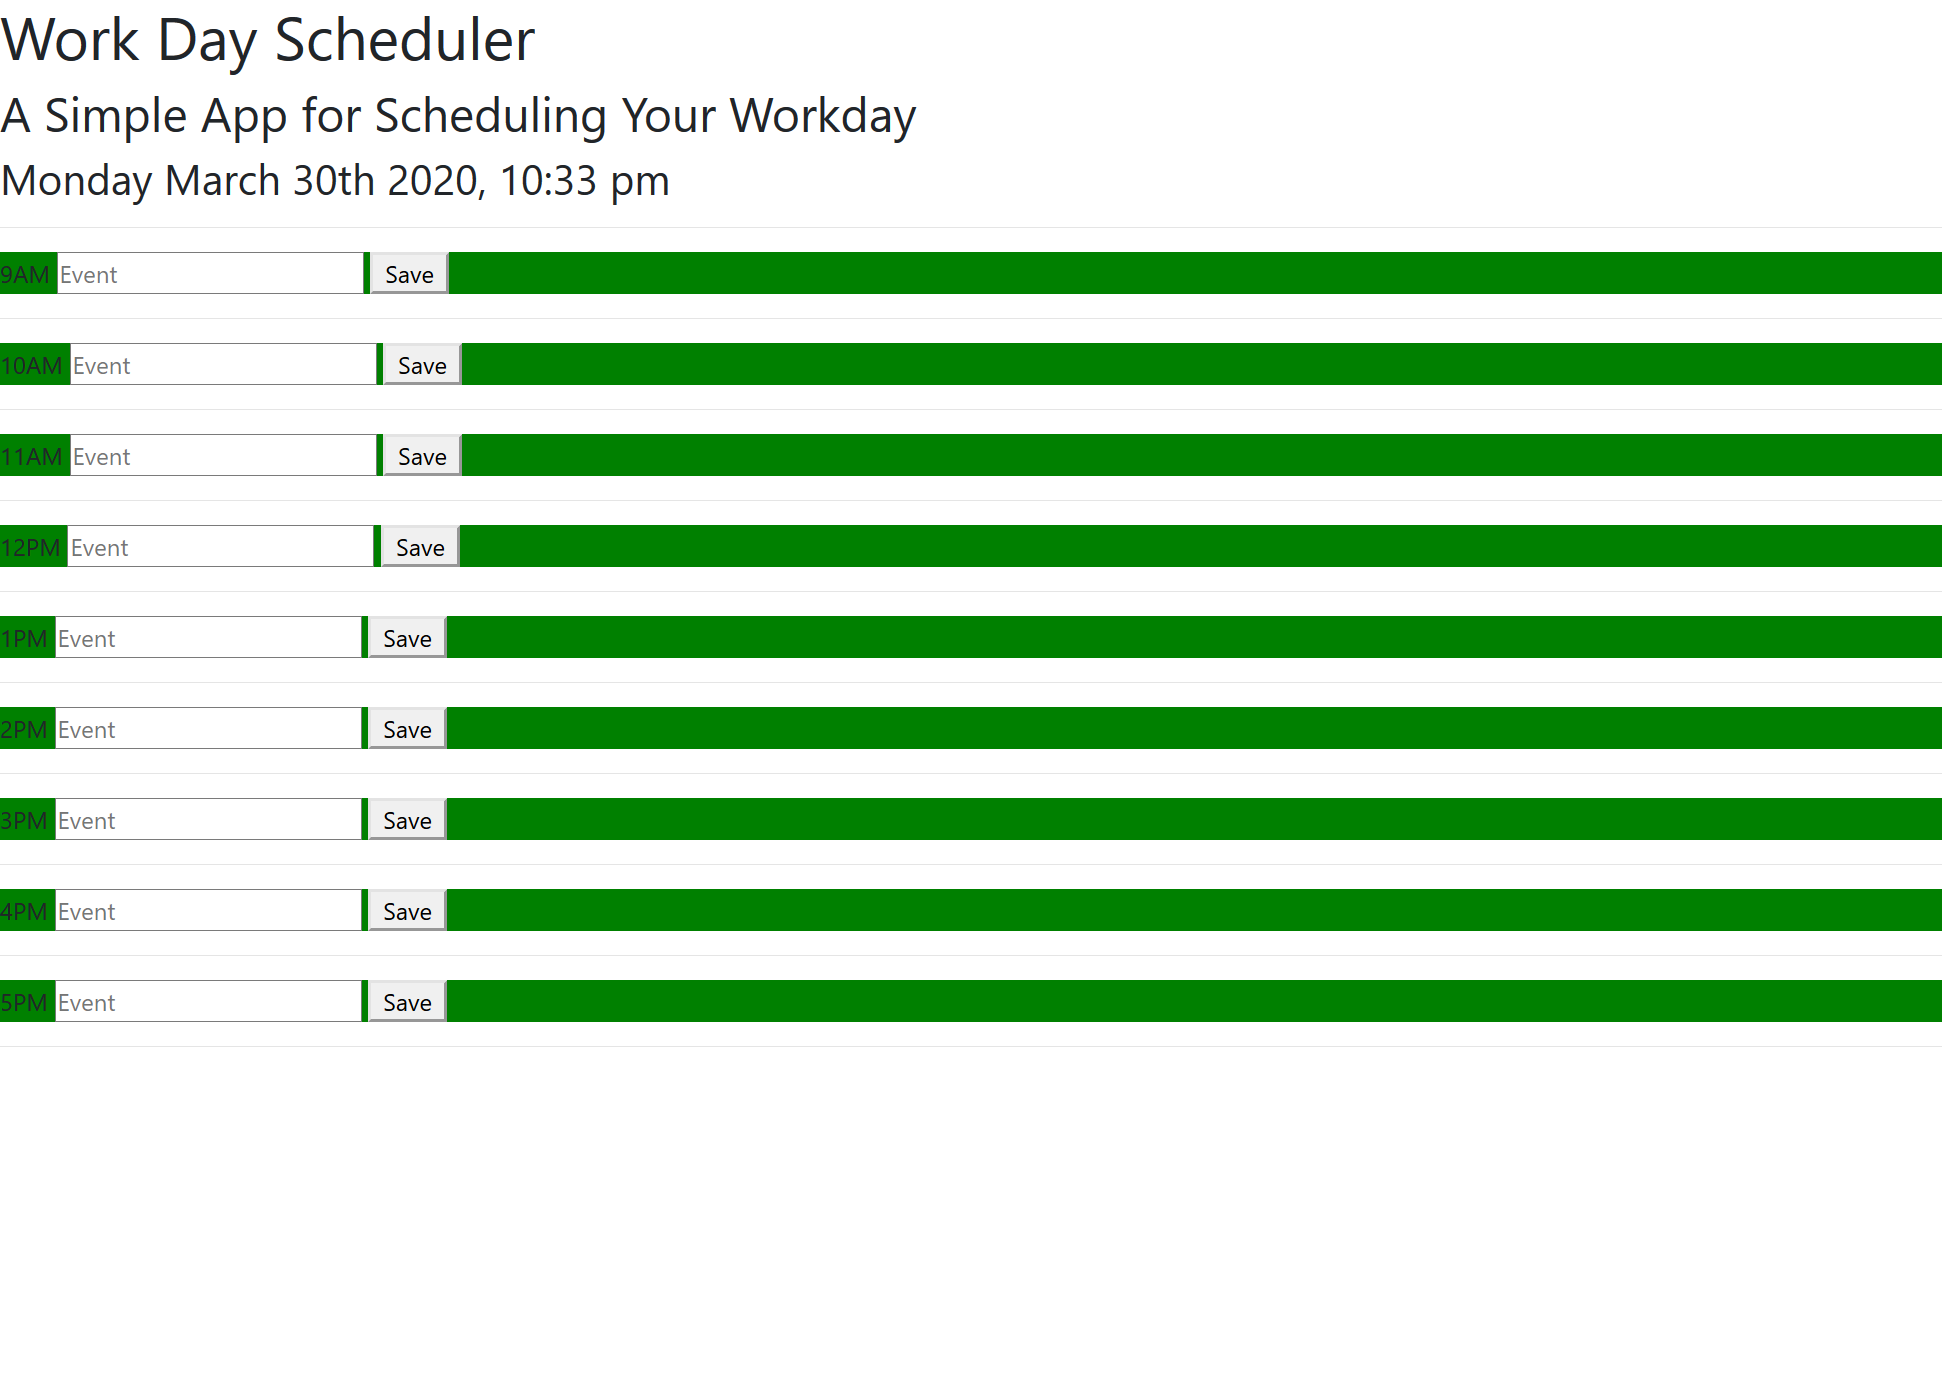 Work Day Scheduler
A Simple App for Scheduling Your Workday
Monday March 30th 2020, 10:33 pm
9AM Event Save
10AM Event Save
11AM Event Save
12PM Event Save
1PM Event Save
2PM Event Save
3PM Event Save
4PM Event Save
5PM Event Save